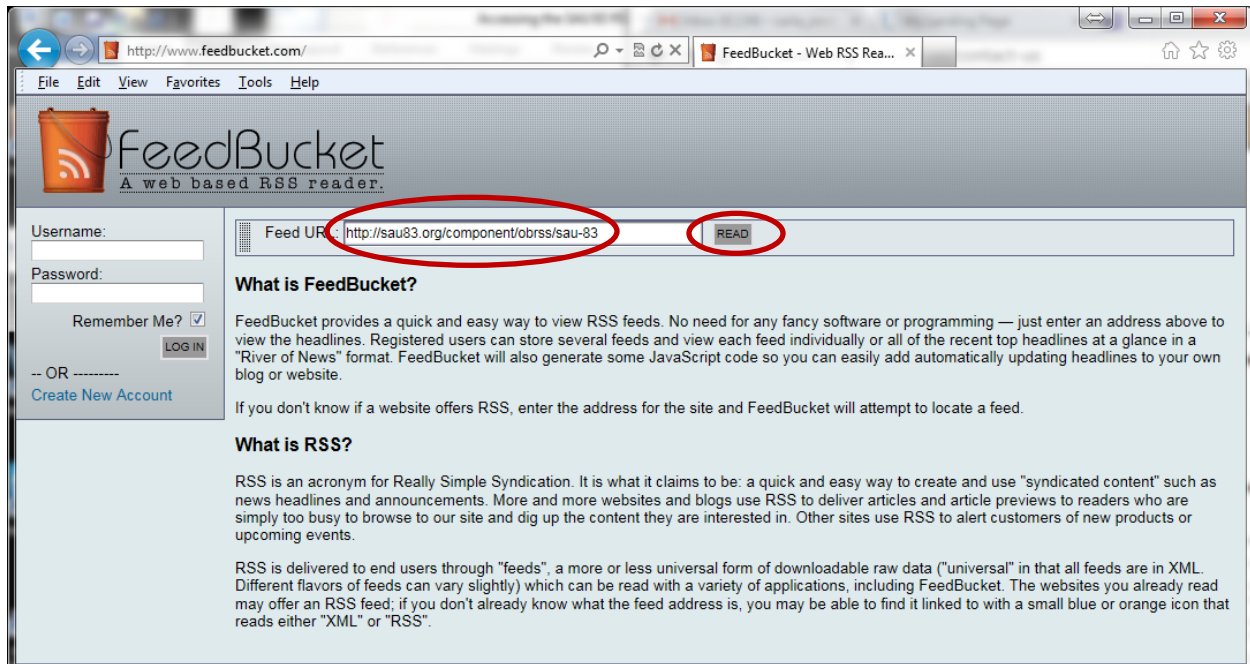 http://www.feedbucket.com/
FeedBucket - Web RSS Rea...
File Edit View Favorites Tools Help
FeedBucket
A web based RSS reader.
Username:
Password:
Remember Me?
LOG IN
-- OR ---------
Create New Account
Feed URL: http://sau83.org/component/obrss/sau-83 READ
What is FeedBucket?
FeedBucket provides a quick and easy way to view RSS feeds. No need for any fancy software or programming — just enter an address above to
view the headlines. Registered users can store several feeds and view each feed individually or all of the recent top headlines at a glance in a
"River of News" format. FeedBucket will also generate some JavaScript code so you can easily add automatically updating headlines to your own
blog or website.
If you don't know if a website offers RSS, enter the address for the site and FeedBucket will attempt to locate a feed.
What is RSS?
RSS is an acronym for Really Simple Syndication. It is what it claims to be: a quick and easy way to create and use "syndicated content" such as
news headlines and announcements. More and more websites and blogs use RSS to deliver articles and article previews to readers who are
simply too busy to browse to our site and dig up the content they are interested in. Other sites use RSS to alert customers of new products or
upcoming events.
RSS is delivered to end users through "feeds", a more or less universal form of downloadable raw data ("universal" in that all feeds are in XML.
Different flavors of feeds can vary slightly) which can be read with a variety of applications, including FeedBucket. The websites you already read
may offer an RSS feed; if you don't already know what the feed address is, you may be able to find it linked to with a small blue or orange icon that
reads either "XML" or "RSS".